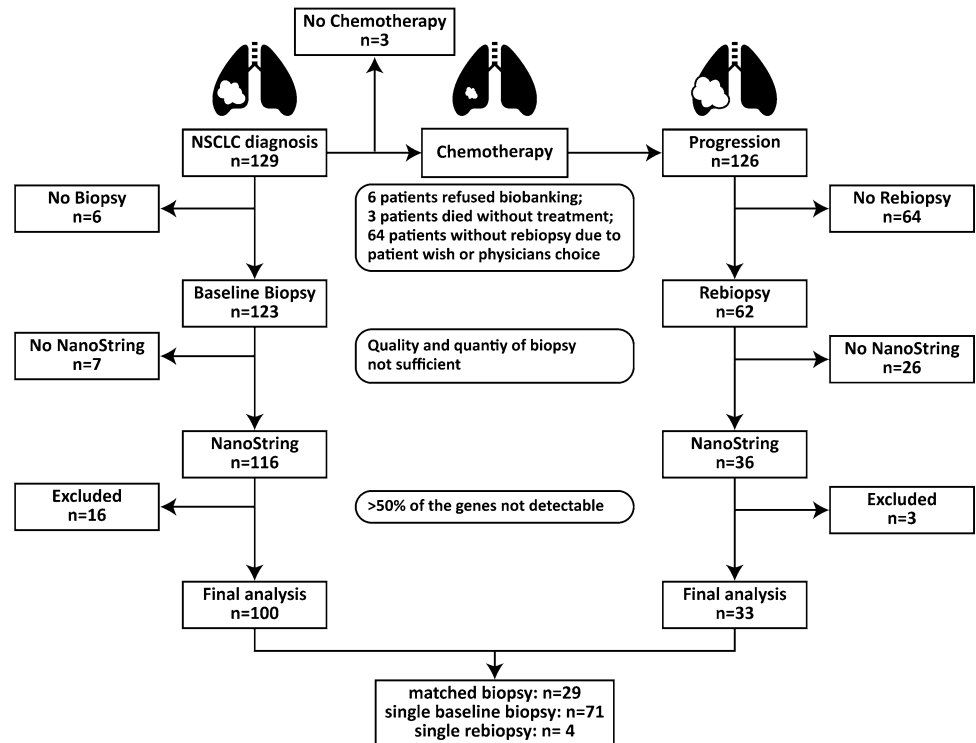 No Chemotherapy
n=3
NSCLC diagnosis
n=129
Chemotherapy
Progression
n=126
No Biopsy
n=6
6 patients refused biobanking;
3 patients died without treatment;
64 patients without rebiopsy due to
patient wish or physicians choice
No Rebiopsy
n=64
Baseline Biopsy
n=123
Rebiopsy
n=62
No NanoString
n=7
Quality and quantiy of biopsy
not sufficient
No NanoString
n=26
NanoString
n=116
NanoString
n=36
Excluded
n=16
>50% of the genes not detectable
Excluded
n=3
Final analysis
n=100
Final analysis
n=33
matched biopsy: n=29
single baseline biopsy: n=71
single rebiopsy: n= 4